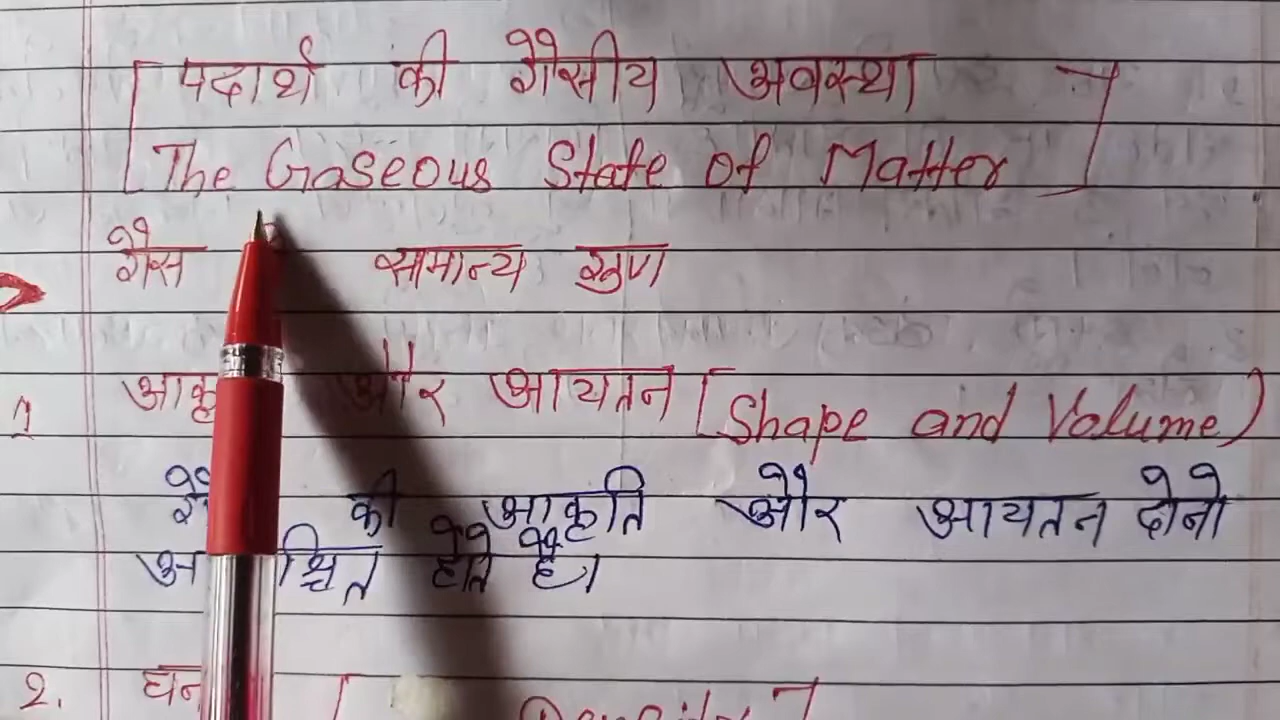 [पदार्थ की गैसीय अवस्था
The Gaseous State of Matter]
गैस सामान्य गुण
1 और आयतन [Shape and Volume)
की आकृति और आयतन दोनो
होते है।
2.